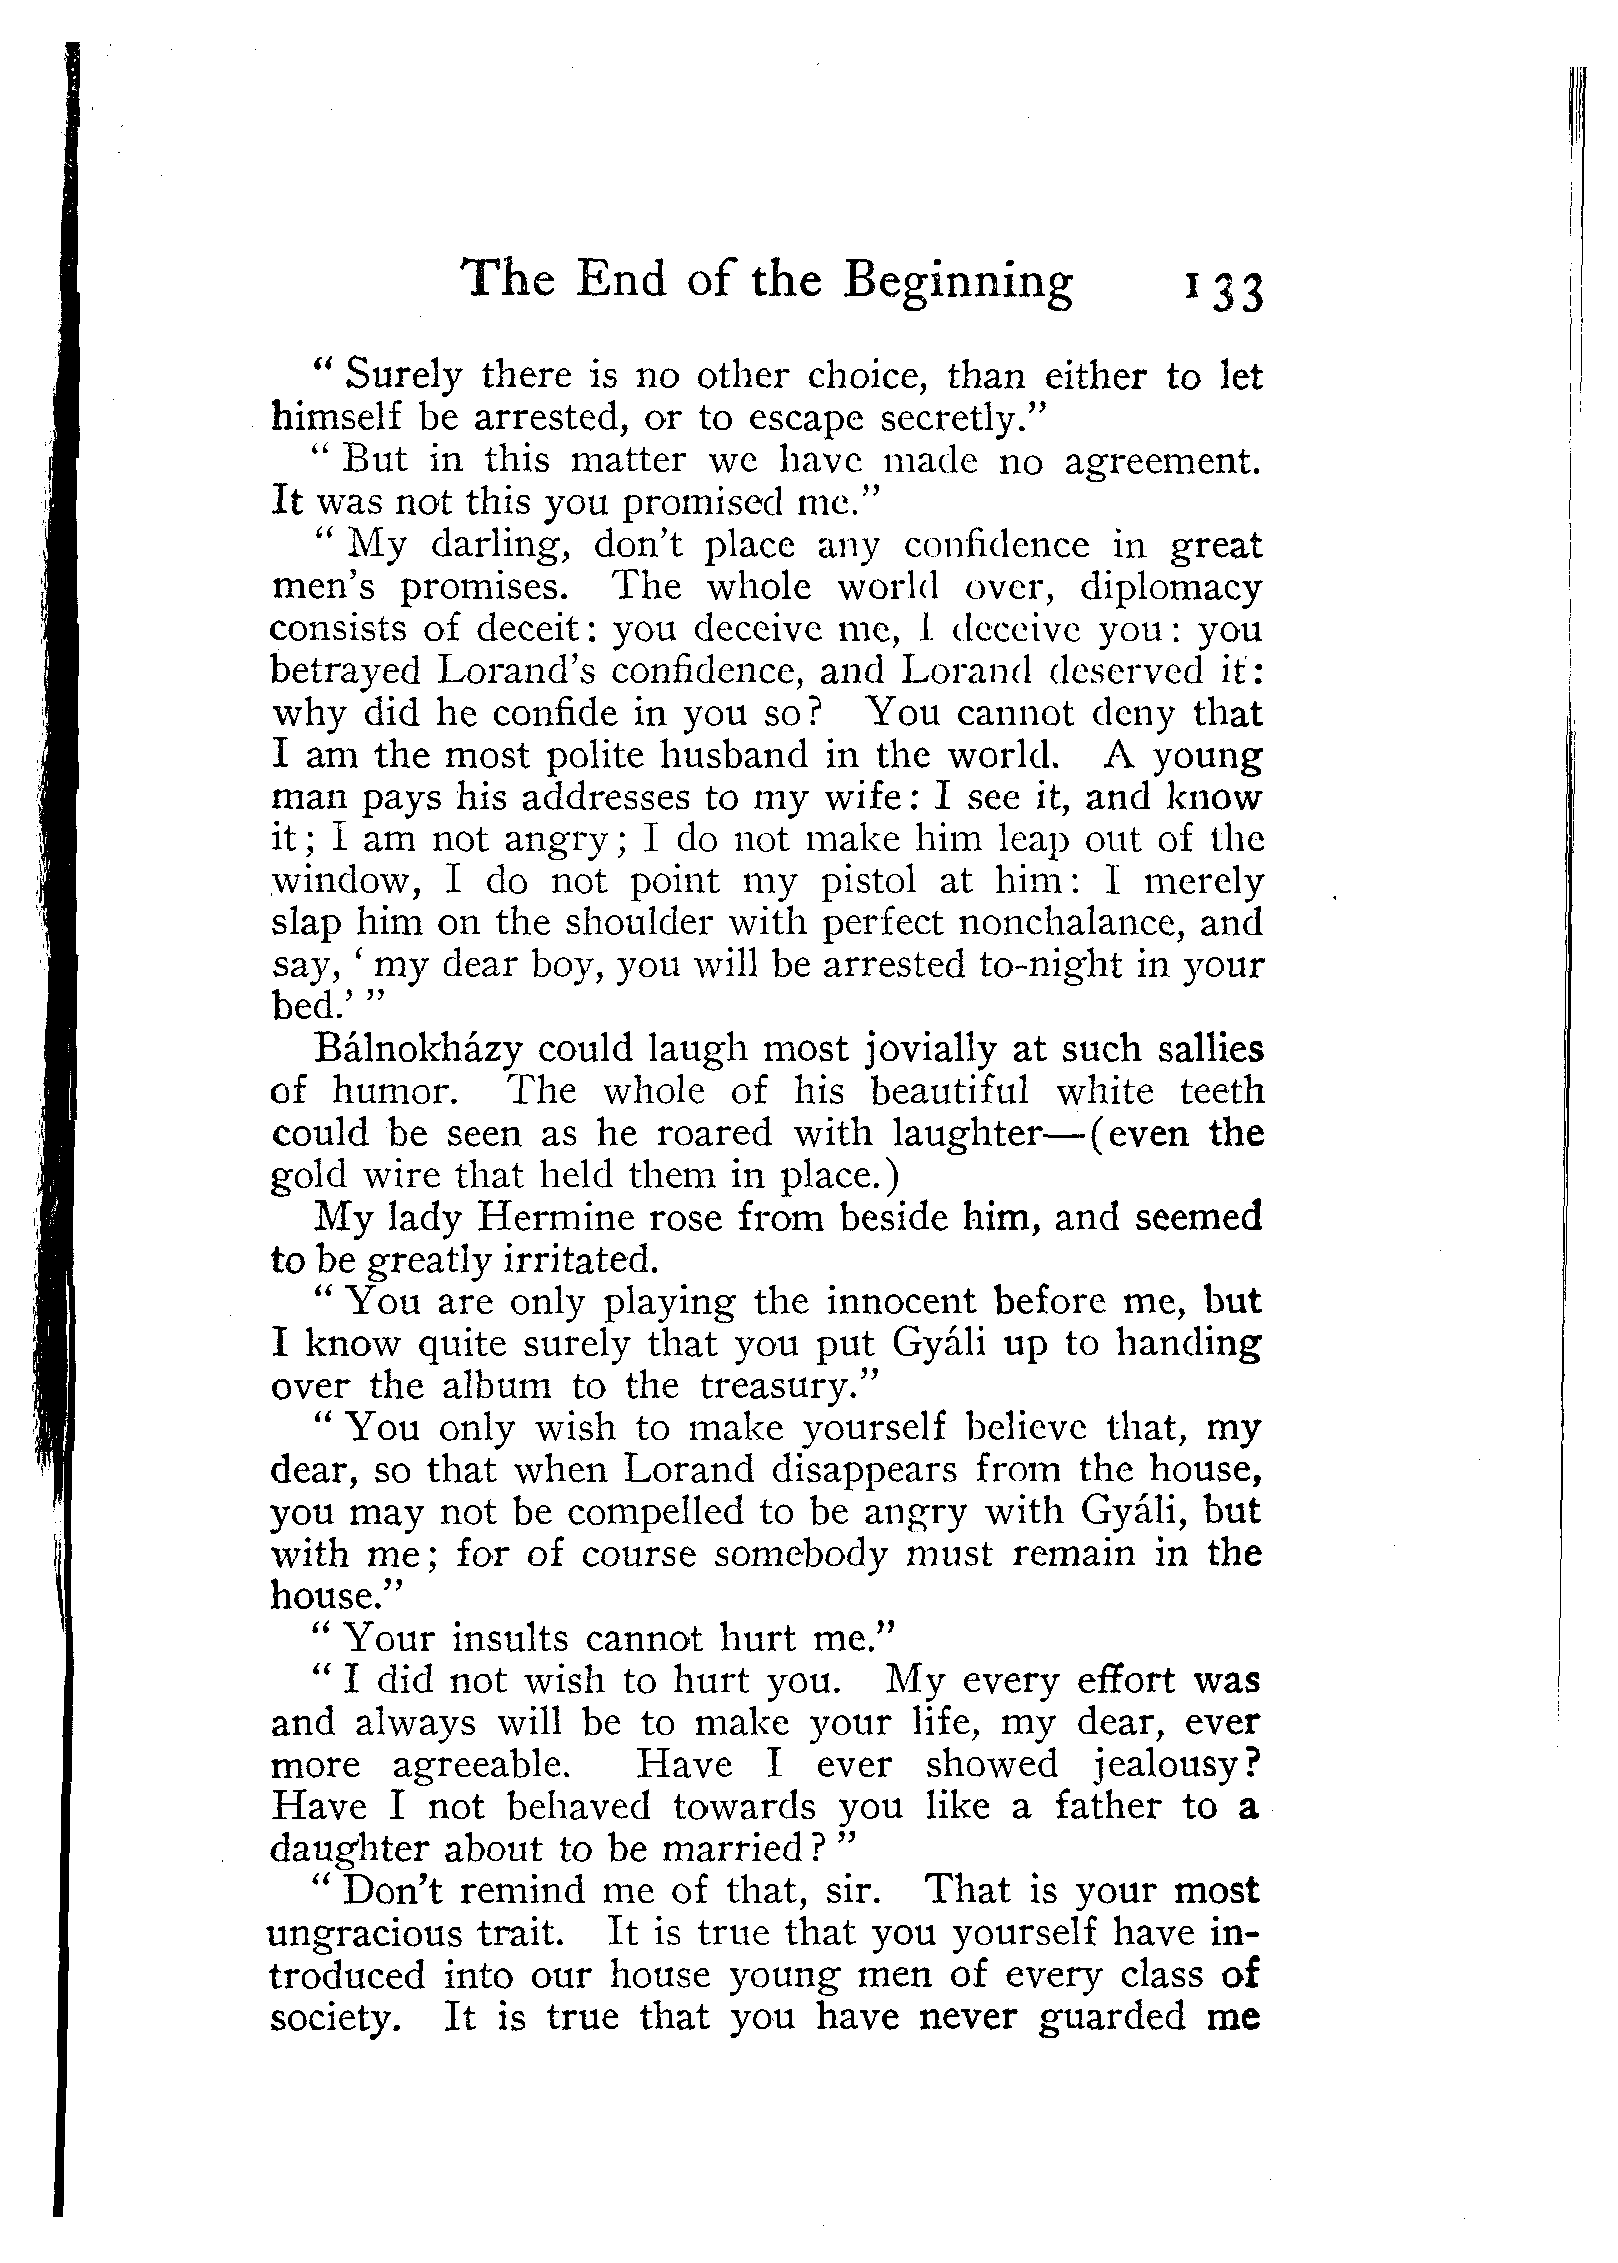 The End of the Beginning 133
“ Surely there is no other choice, than either to let
himself be arrested, or to escape secretly.”
“ But in this matter we have made no agreement.
It was not this you promised me.”
“ My darling, don’t place any confidence in great
men’s promises. The whole world over, diplomacy
consists of deceit: you deceive me, I deceive you: you
betrayed Lorand’s confidence, and Lorand deserved it:
why did he confide in you so? You cannot deny that
I am the most polite husband in the world. A young
man pays his addresses to my wife: I see it, and know
it; I am not angry; I do not make him leap out of the
window, I do not point my pistol at him: I merely
slap him on the shoulder with perfect nonchalance, and
say, ‘ my dear boy, you will be arrested to-night in your
bed.’ ”
Bálnokházy could laugh most jovially at such sallies
of humor. The whole of his beautiful white teeth
could be seen as he roared with laughter—(even the
gold wire that held them in place.)
My lady Hermine rose from beside him, and seemed
to be greatly irritated.
“ You are only playing the innocent before me, but
I know quite surely that you put Gyáli up to handing
over the album to the treasury.”
“ You only wish to make yourself believe that, my
dear, so that when Lorand disappears from the house,
you may not be compelled to be angry with Gyáli, but
with me; for of course somebody must remain in the
house.”
“ Your insults cannot hurt me.”
“ I did not wish to hurt you. My every effort was
and always will be to make your life, my dear, ever
more agreeable. Have I ever showed jealousy?
Have I not behaved towards you like a father to a
daughter about to be married? ”
“ Don’t remind me of that, sir. That is your most
ungracious trait. It is true that you yourself have in-
troduced into our house young men of every class of
society. It is true that you have never guarded me